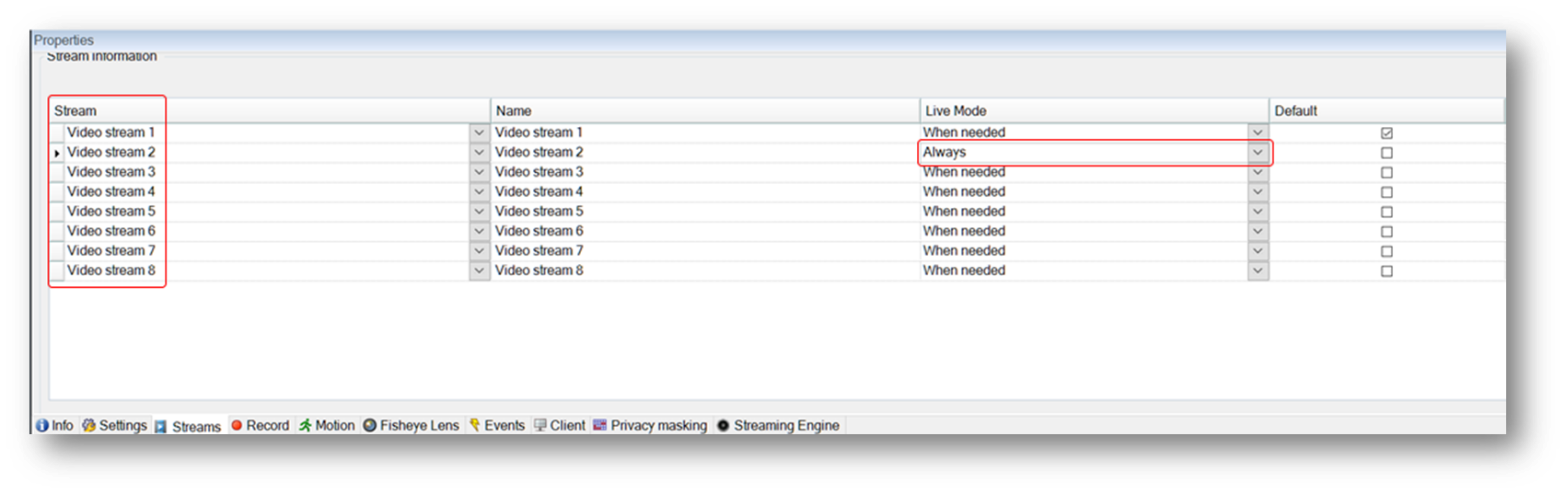 Properties
Stream information
Stream Name Live Mode Default
Video stream 1 Video stream 1 When needed
Video stream 2 Video stream 2 Always
Video stream 3 Video stream 3 When needed
Video stream 4 Video stream 4 When needed
Video stream 5 Video stream 5 When needed
Video stream 6 Video stream 6 When needed
Video stream 7 Video stream 7 When needed
Video stream 8 Video stream 8 When needed
Info Settings Streams Record Motion Fisheye Lens Events Client Privacy masking Streaming Engine